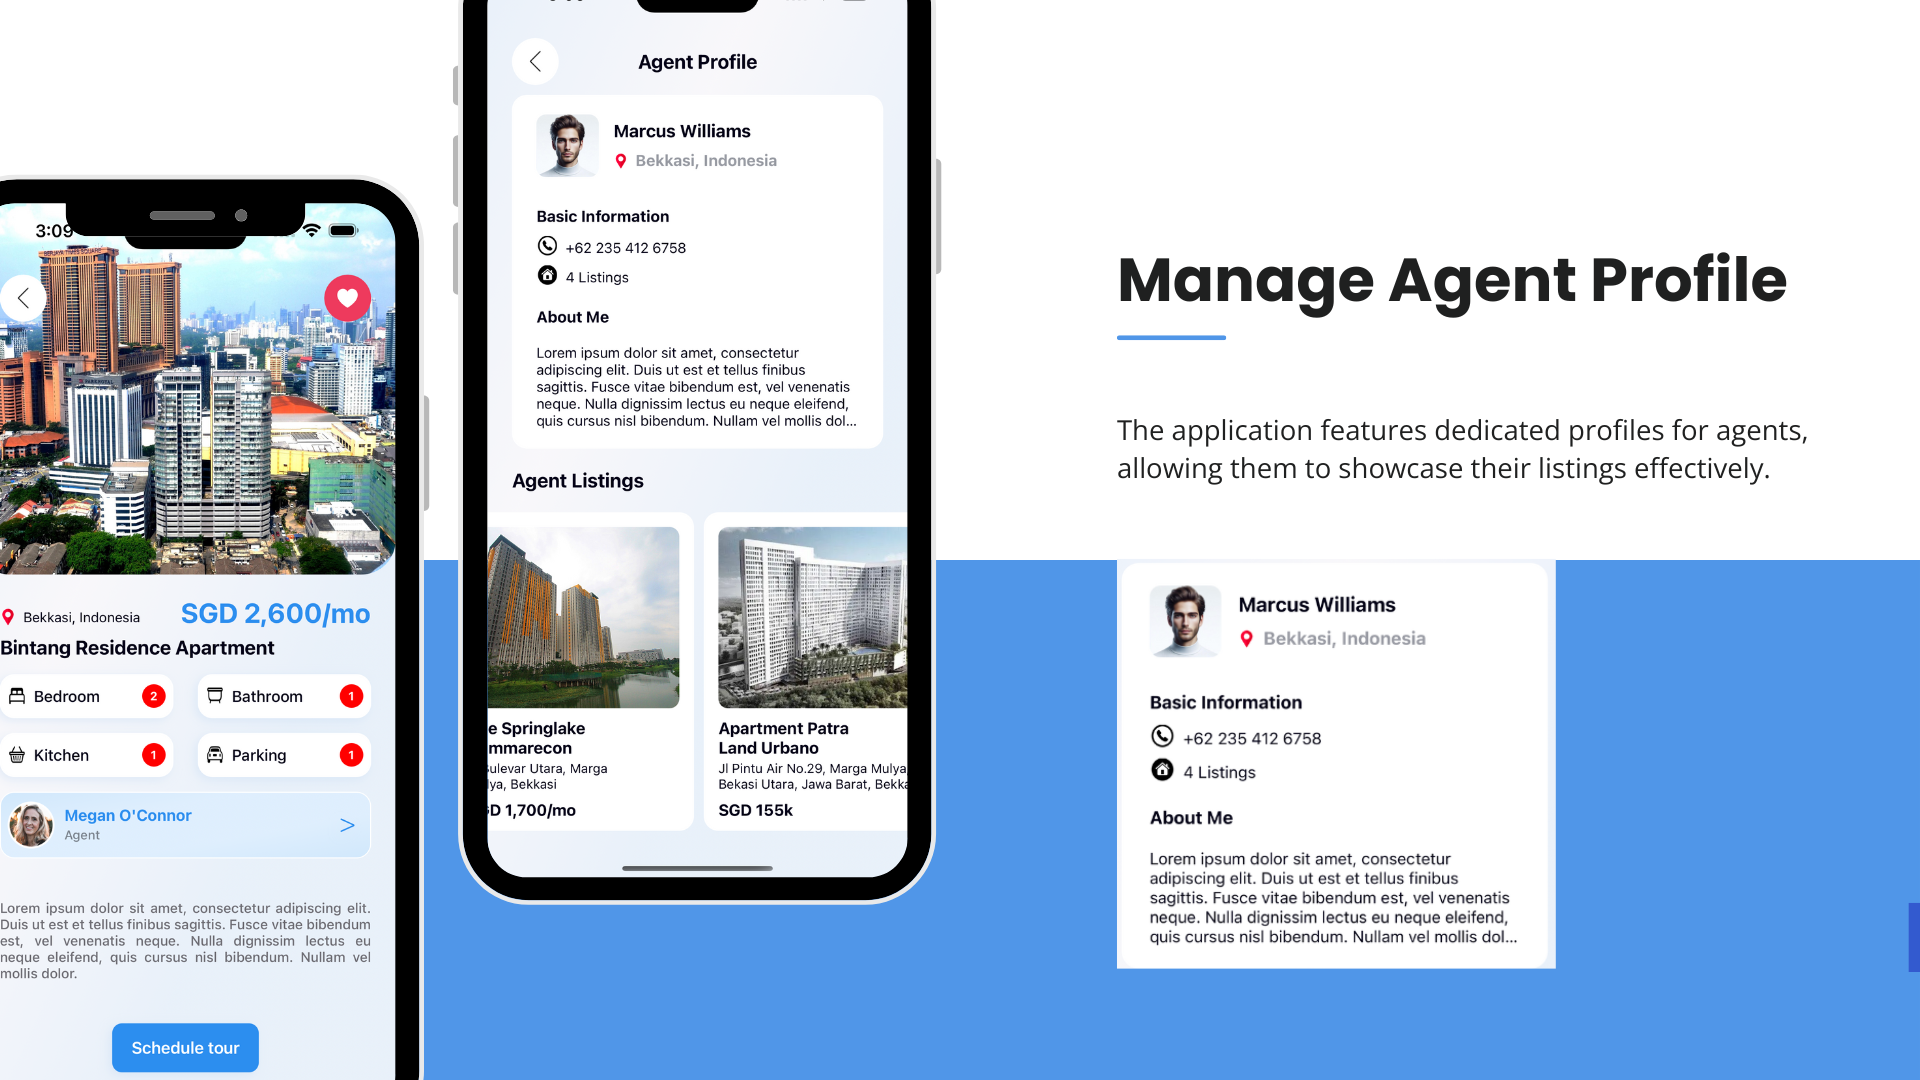 3:09
Bekkasi, Indonesia
SGD 2,600/mo
Bintang Residence Apartment
Bedroom 2
Bathroom 1
Kitchen 1
Parking 1
Megan O'Connor
Agent
>
Lorem ipsum dolor sit amet, consectetur adipiscing elit.
Duis ut est et tellus finibus sagittis. Fusce vitae bibendum
est, vel venenatis neque. Nulla dignissim lectus eu
neque eleifend, quis cursus nisl bibendum. Nullam vel
mollis dolor.
Schedule tour
Agent Profile
Marcus Williams
Bekkasi, Indonesia
Basic Information
+62 235 412 6758
4 Listings
About Me
Lorem ipsum dolor sit amet, consectetur
adipiscing elit. Duis ut est et tellus finibus
sagittis. Fusce vitae bibendum est, vel venenatis
neque. Nulla dignissim lectus eu neque eleifend,
quis cursus nisl bibendum. Nullam vel mollis dol...
Agent Listings
e Springlake
mmarecon
ulevar Utara, Marga
lya, Bekkasi
D 1,700/mo
Apartment Patra
Land Urbano
Jl Pintu Air No.29, Marga Mulya
Bekasi Utara, Jawa Barat, Bekka
SGD 155k
Manage Agent Profile
The application features dedicated profiles for agents,
allowing them to showcase their listings effectively.
Marcus Williams
Bekkasi, Indonesia
Basic Information
+62 235 412 6758
4 Listings
About Me
Lorem ipsum dolor sit amet, consectetur
adipiscing elit. Duis ut est et tellus finibus
sagittis. Fusce vitae bibendum est, vel venenatis
neque. Nulla dignissim lectus eu neque eleifend,
quis cursus nisl bibendum. Nullam vel mollis dol...